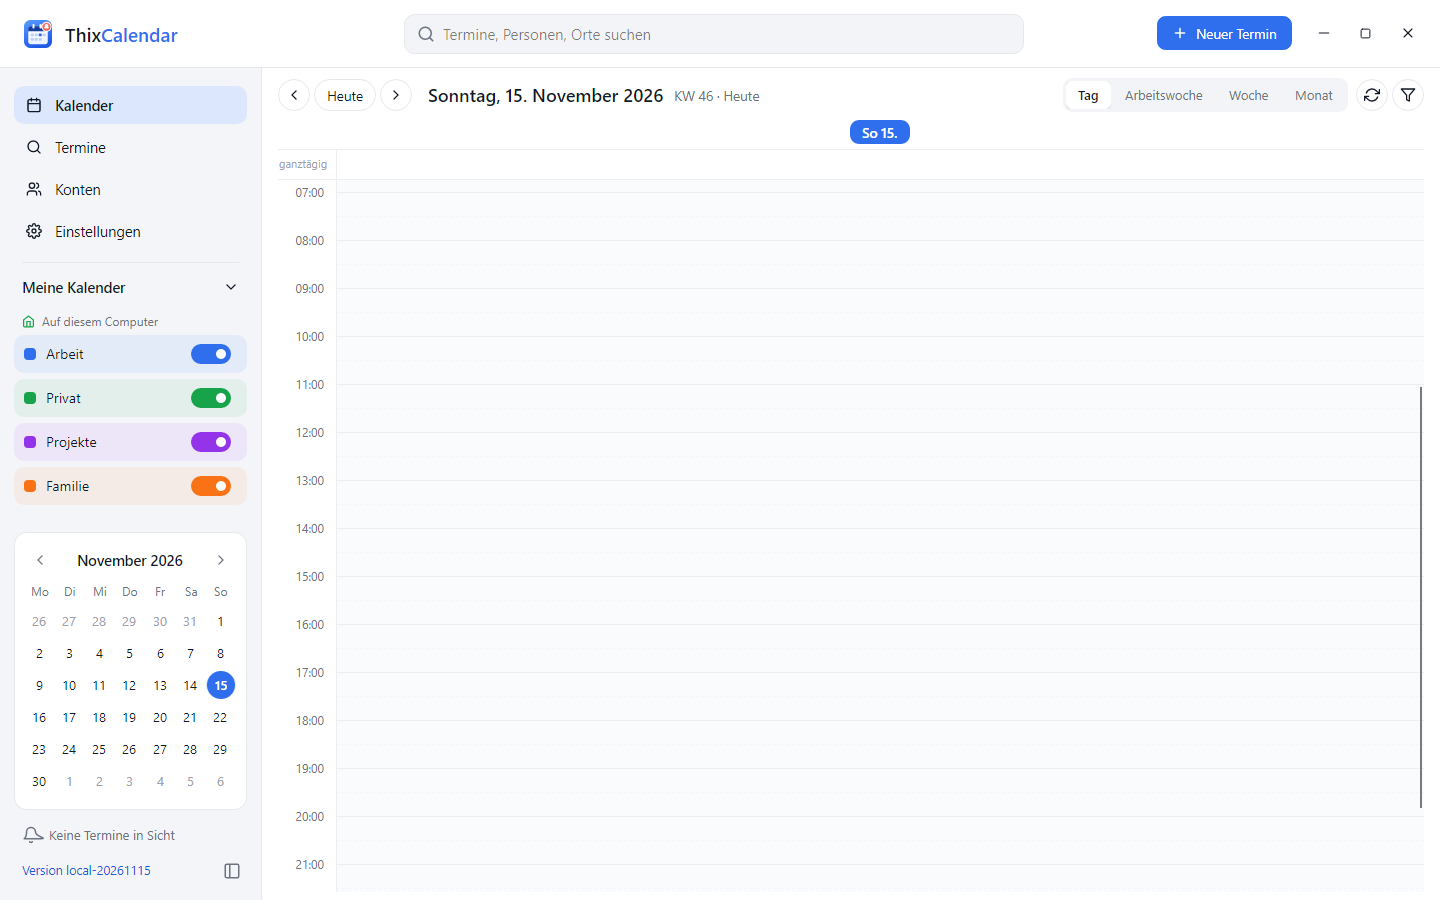 ThixCalendar
Termine, Personen, Orte suchen
Neuer Termin
Kalender
Termine
Konten
Einstellungen
Meine Kalender
Auf diesem Computer
Arbeit
Privat
Projekte
Familie
November 2026
Mo Di Mi Do Fr Sa So
26 27 28 29 30 31 1
2 3 4 5 6 7 8
9 10 11 12 13 14 15
16 17 18 19 20 21 22
23 24 25 26 27 28 29
30 1 2 3 4 5 6
Keine Termine in Sicht
Version local-20261115
Heute
Sonntag, 15. November 2026 KW 46 · Heute
Tag Arbeitswoche Woche Monat
So 15.
ganztägig
07:00
08:00
09:00
10:00
11:00
12:00
13:00
14:00
15:00
16:00
17:00
18:00
19:00
20:00
21:00